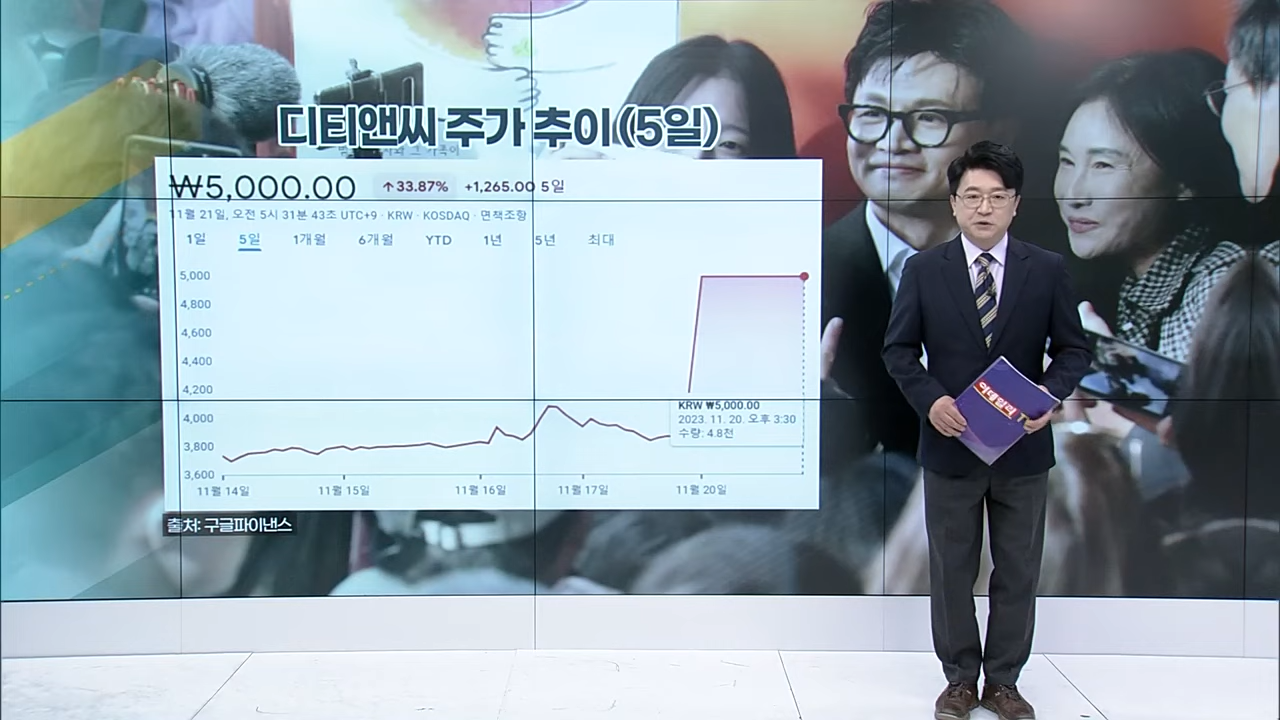 디티앤씨 주가 추이(5일)
₩5,000.00 ↑33.87% +1,265.00 5일
11월 21일, 오전 5시 31분 43초 UTC+9 · KRW · KOSDAQ · 면책조항
1일 5일 1개월 6개월 YTD 1년 5년 최대
5,000
4,800
4,600
4,400
4,200
4,000
3,800
3,600
KRW ₩5,000.00
2023. 11. 20. 오후 3:30
수량: 4.8천
11월 14일 11월 15일 11월 16일 11월 17일 11월 20일
출처: 구글파이낸스
이데일리 T